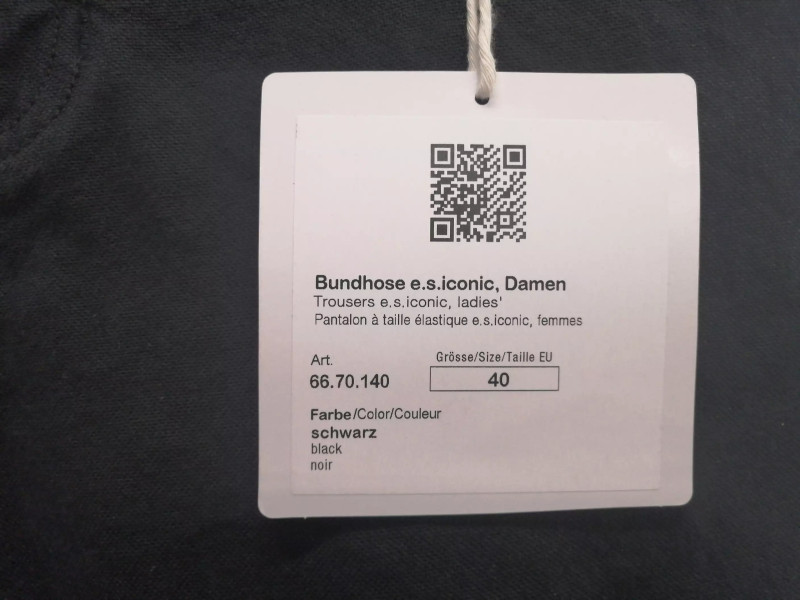 Bundhose e.s.iconic, Damen
Trousers e.s.iconic, ladies'
Pantalon à taille élastique e.s.iconic, femmes
Art.
66.70.140
Grösse/Size/Taille EU
40
Farbe/Color/Couleur
schwarz
black
noir